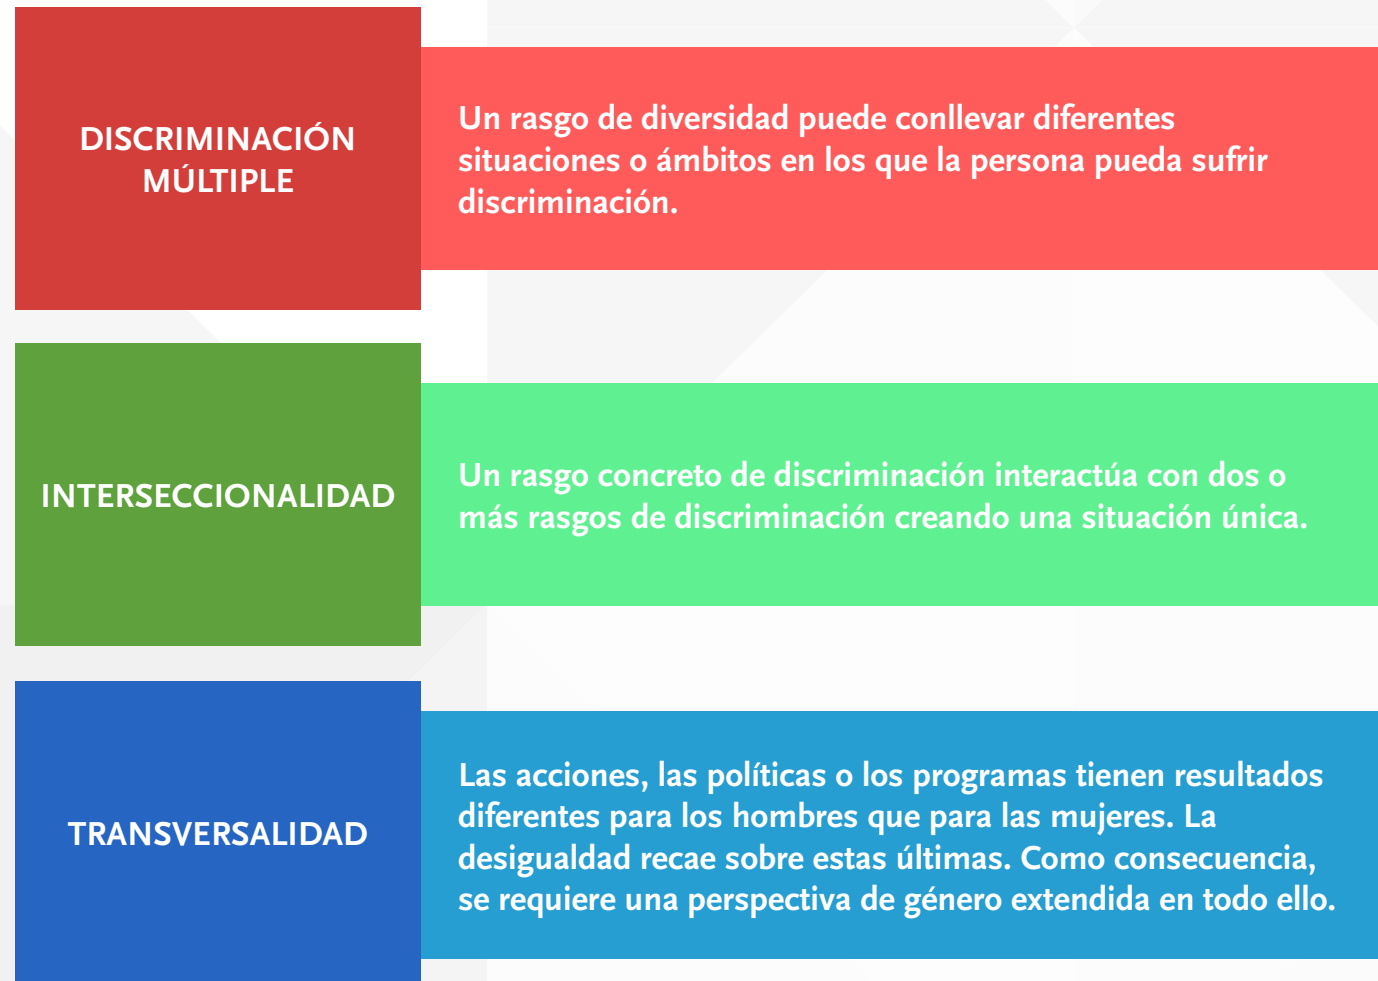 DISCRIMINACIÓN
MÚLTIPLE
Un rasgo de diversidad puede conllevar diferentes
situaciones o ámbitos en los que la persona pueda sufrir
discriminación.
INTERSECCIONALIDAD
Un rasgo concreto de discriminación interactúa con dos o
más rasgos de discriminación creando una situación única.
TRANSVERSALIDAD
Las acciones, las políticas o los programas tienen resultados
diferentes para los hombres que para las mujeres. La
desigualdad recae sobre estas últimas. Como consecuencia,
se requiere una perspectiva de género extendida en todo ello.